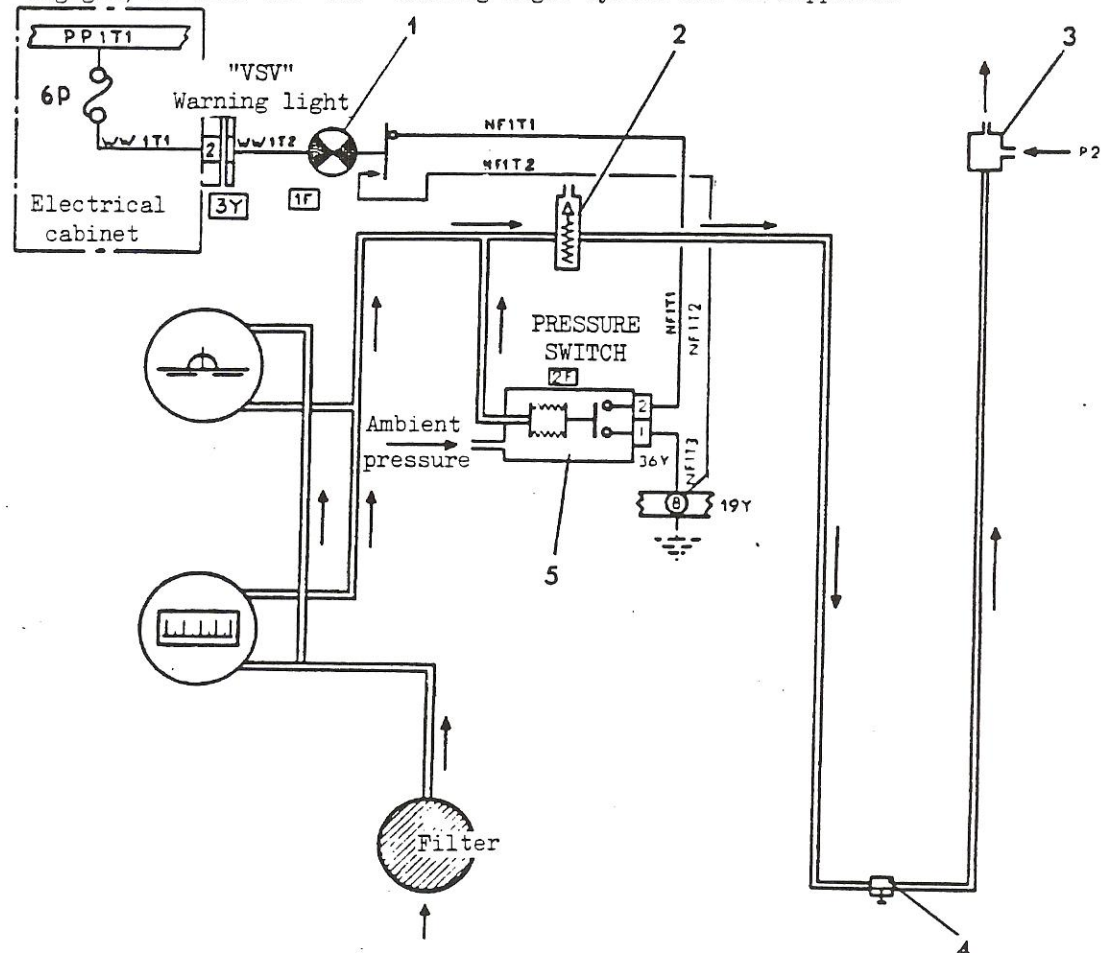 PP1T1
1
2
3
6P
"VSV"
Warning light
NF1T1
WW1T1
2
WW1T2
NF1T2
P2
3Y
1F
Electrical
cabinet
PRESSURE
SWITCH
2F
NF1T1
NF1T2
2
Ambient
pressure
1
36Y
NF1T3
8
19Y
5
Filter
4